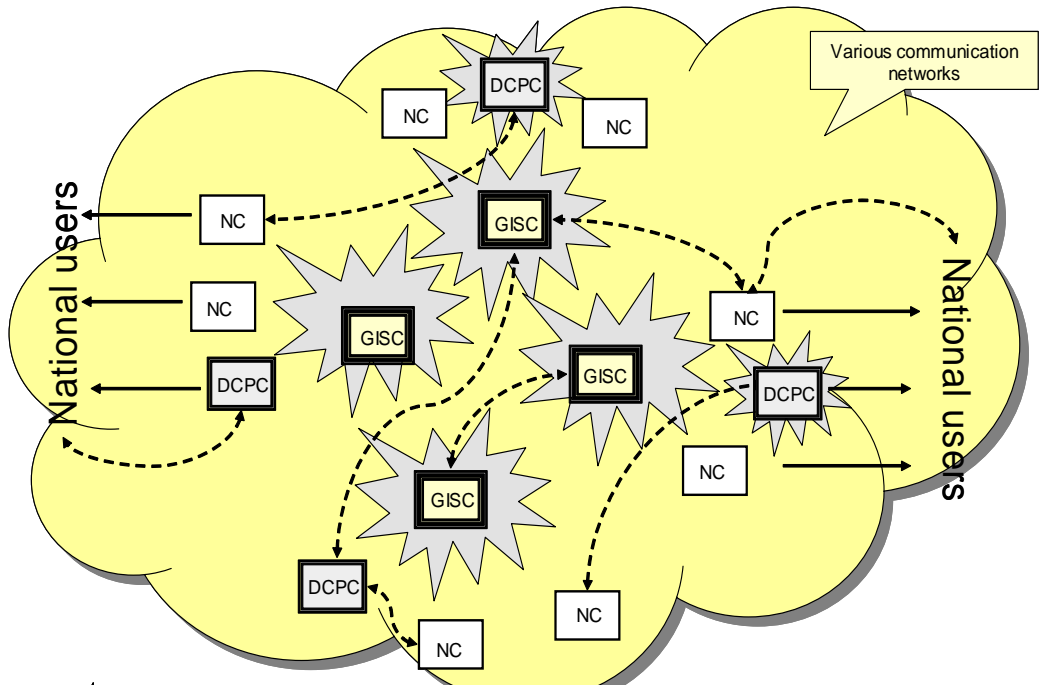 Various communication
networks
DCPC
NC
NC
National users
NC
GISC
National users
NC
NC
GISC
GISC
DCPC
DCPC
NC
GISC
DCPC
NC
NC